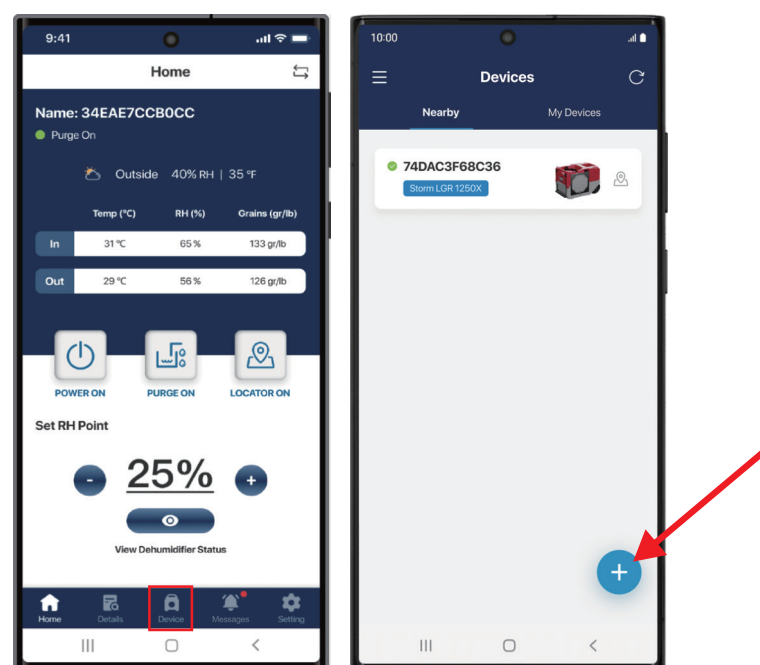 9:41
Home
Name: 34EAE7CCB0CC
Purge On
Outside 40% RH | 35 °F
Temp (°C) RH (%) Grains (gr/lb)
In 31 °C 65 % 133 gr/lb
Out 29 °C 56 % 126 gr/lb
POWER ON PURGE ON LOCATOR ON
Set RH Point
- 25% +
View Dehumidifier Status
Home Details Device Messages Setting
10:00
Devices
Nearby My Devices
74DAC3F68C36
Storm LGR 1250X
+